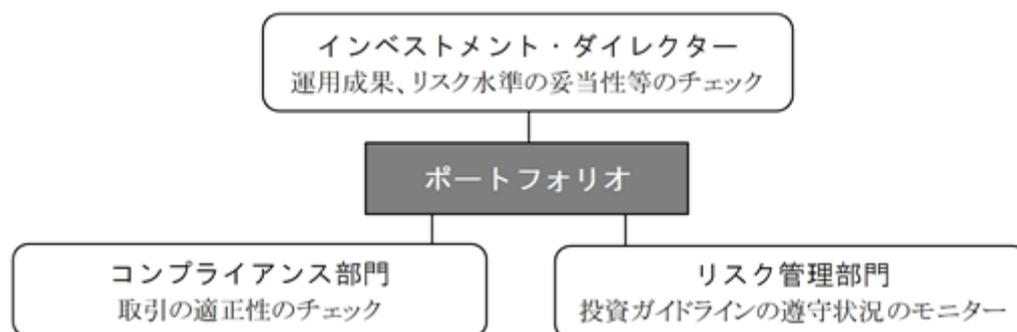 インベストメント・ダイレクター
運用成果、リスク水準の妥当性等のチェック
ポートフォリオ
コンプライアンス部門
取引の適正性のチェック
リスク管理部門
投資ガイドラインの遵守状況のモニター